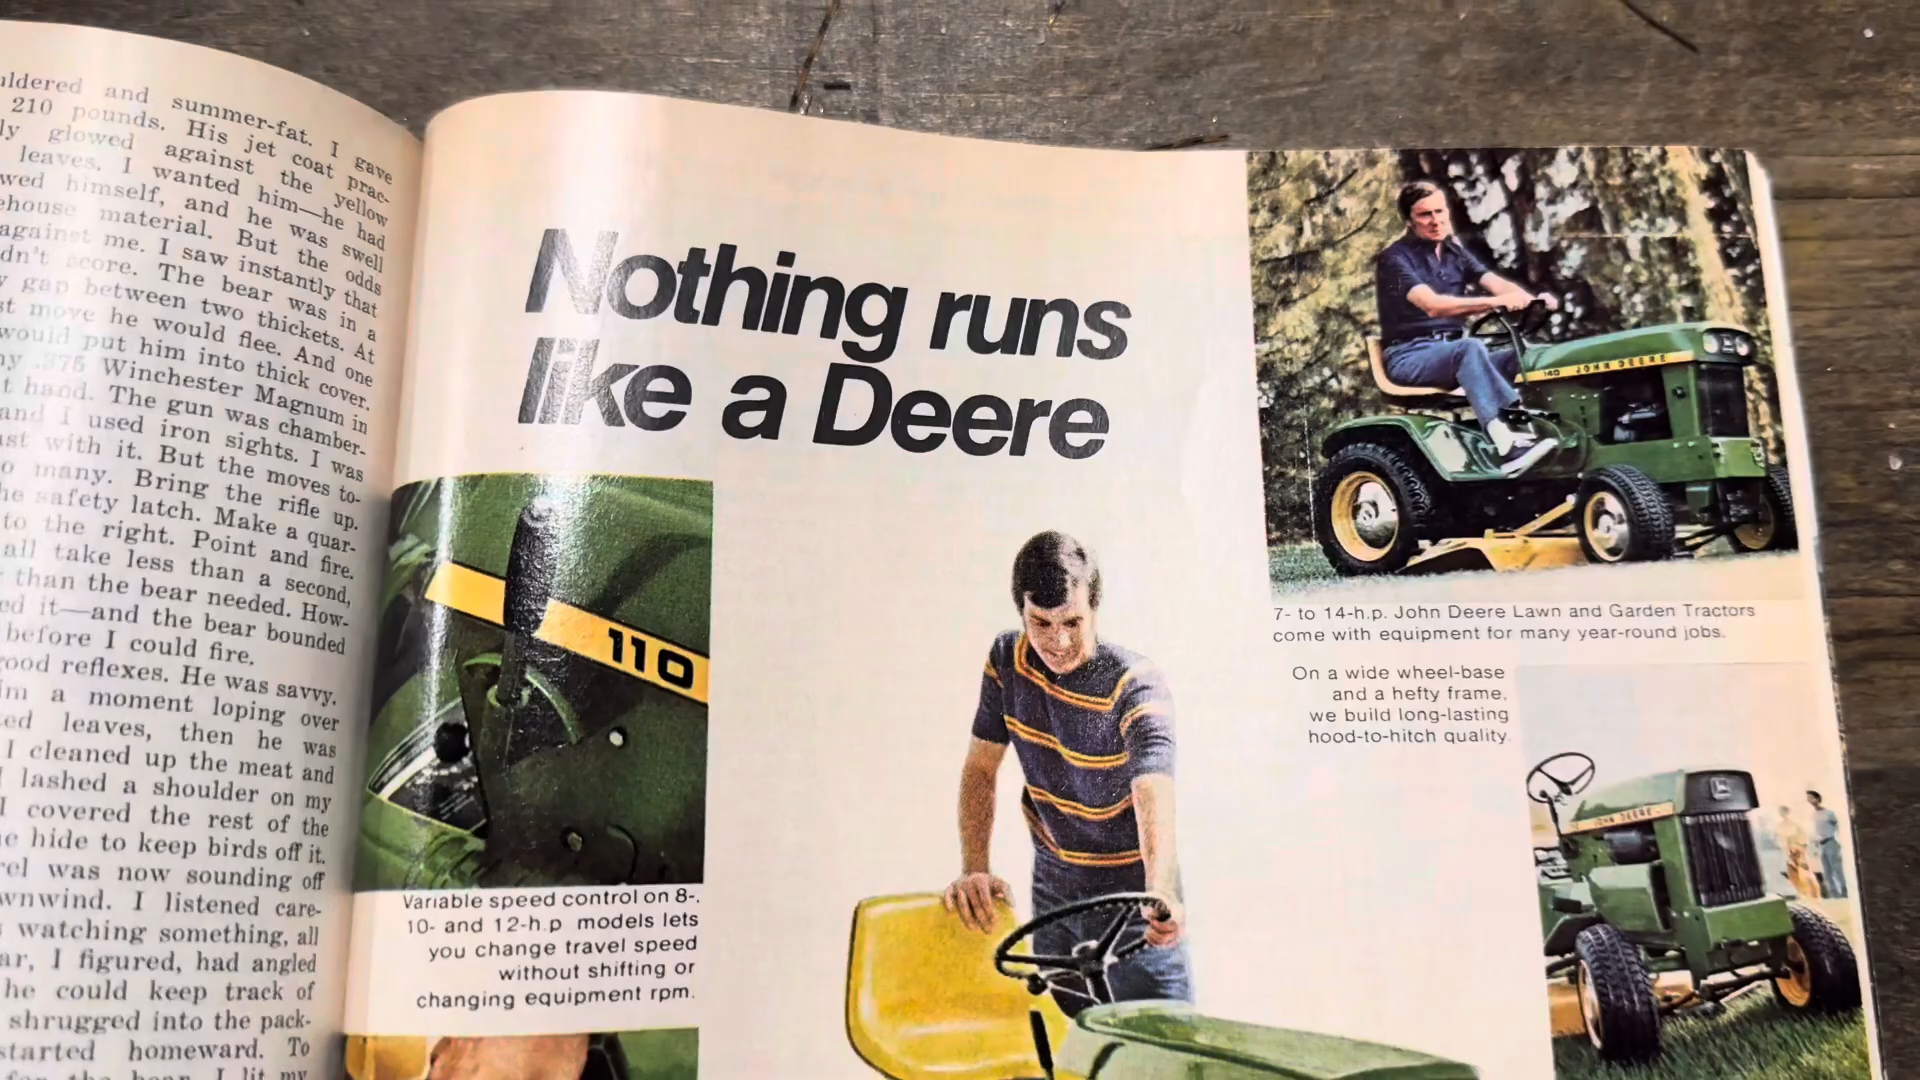 uldered and summer-fat. I gave
210 pounds. His jet coat prac-
ly glowed against the yellow
leaves. I wanted him—he had
wed himself, and he was swell
ehouse material. But the odds
against me. I saw instantly that
dn't score. The bear was in a
gap between two thickets. At
st move he would flee. And one
would put him into thick cover.
my .375 Winchester Magnum in
t hand. The gun was chamber-
and I used iron sights. I was
ast with it. But the moves to-
o many. Bring the rifle up.
he safety latch. Make a quar-
to the right. Point and fire.
all take less than a second,
than the bear needed. How-
ed it—and the bear bounded
before I could fire.
ood reflexes. He was savvy.
im a moment loping over
ted leaves, then he was
I cleaned up the meat and
I lashed a shoulder on my
I covered the rest of the
he hide to keep birds off it.
rel was now sounding off
wnwind. I listened care-
watching something, all
ar, I figured, had angled
he could keep track of
shrugged into the pack-
started homeward. To
for the bear, I lit my
Nothing runs
like a Deere
110
Variable speed control on 8-,
10- and 12-h.p models lets
you change travel speed
without shifting or
changing equipment rpm.
140 JOHN DEERE
7- to 14-h.p. John Deere Lawn and Garden Tractors
come with equipment for many year-round jobs.
On a wide wheel-base
and a hefty frame,
we build long-lasting
hood-to-hitch quality.
JOHN DEERE